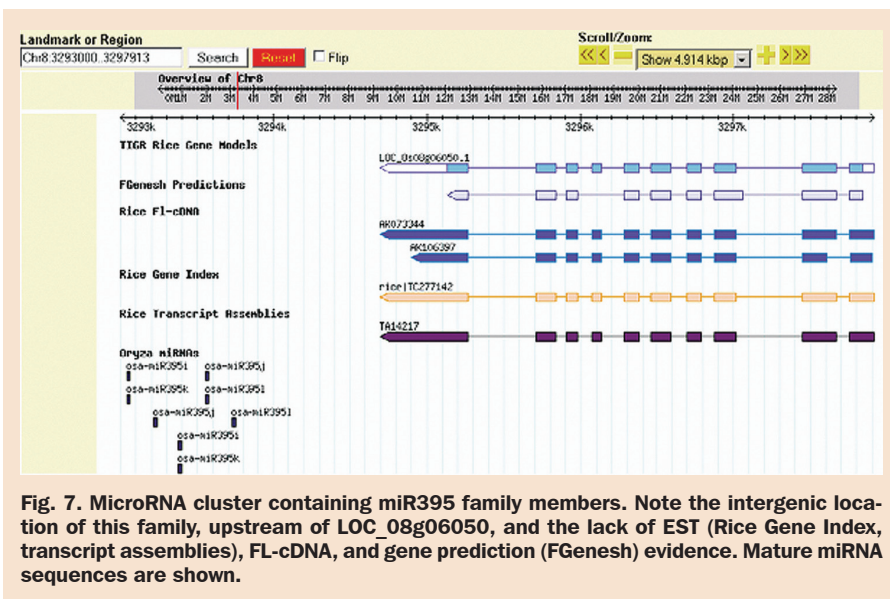 Landmark or Region
Chr8:3293000..3297913
Search
Reset
Flip
Scroll/Zoom:
<< <
Show 4.914 kbp
> >>
Overview of Chr8
0M 1M 2M 3M 4M 5M 6M 7M 8M 9M 10M 11M 12M 13M 14M 15M 16M 17M 18M 19M 20M 21M 22M 23M 24M 25M 26M 27M 28M
3293k 3294k 3295k 3296k 3297k
TIGR Rice Gene Models
LOC_Os08g06050.1
FGenesh Predictions
Rice Fl-cDNA
AK073344
AK106397
Rice Gene Index
rice|TC277142
Rice Transcript Assemblies
TA14217
Oryza miRNAs
osa-miR395i osa-miR395j
osa-miR395k osa-miR395l
osa-miR395j osa-miR395l
osa-miR395i
osa-miR395k
Fig. 7. MicroRNA cluster containing miR395 family members. Note the intergenic loca-
tion of this family, upstream of LOC_08g06050, and the lack of EST (Rice Gene Index,
transcript assemblies), FL-cDNA, and gene prediction (FGenesh) evidence. Mature miRNA
sequences are shown.